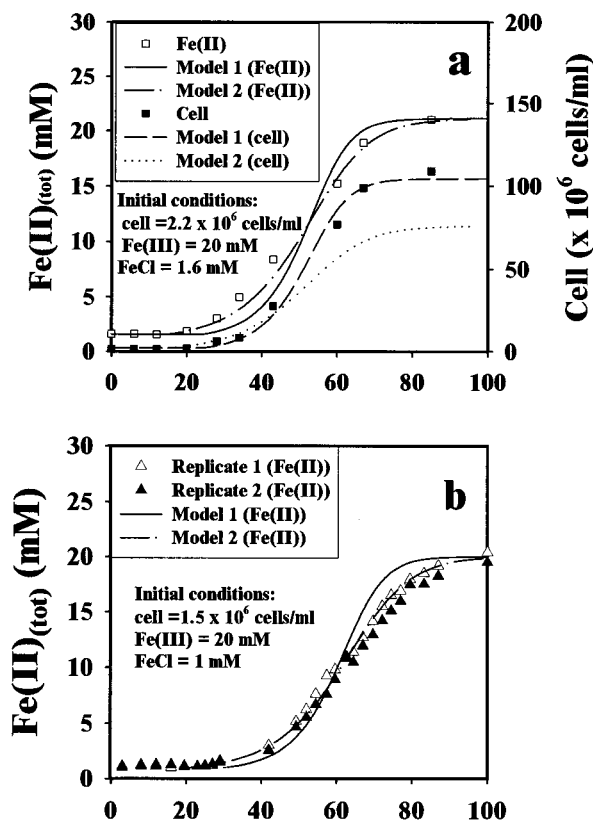 a
Fe(II)
Model 1 (Fe(II))
Model 2 (Fe(II))
Cell
Model 1 (cell)
Model 2 (cell)
Initial conditions:
cell =2.2 x 10⁶ cells/ml
Fe(III) = 20 mM
FeCl = 1.6 mM
Fe(II)(tot) (mM)
30
25
20
15
10
5
0
Cell (x 10⁶ cells/ml)
200
150
100
50
0
0 20 40 60 80 100
b
Replicate 1 (Fe(II))
Replicate 2 (Fe(II))
Model 1 (Fe(II))
Model 2 (Fe(II))
Initial conditions:
cell =1.5 x 10⁶ cells/ml
Fe(III) = 20 mM
FeCl = 1 mM
Fe(II)(tot) (mM)
30
25
20
15
10
5
0
0 20 40 60 80 100